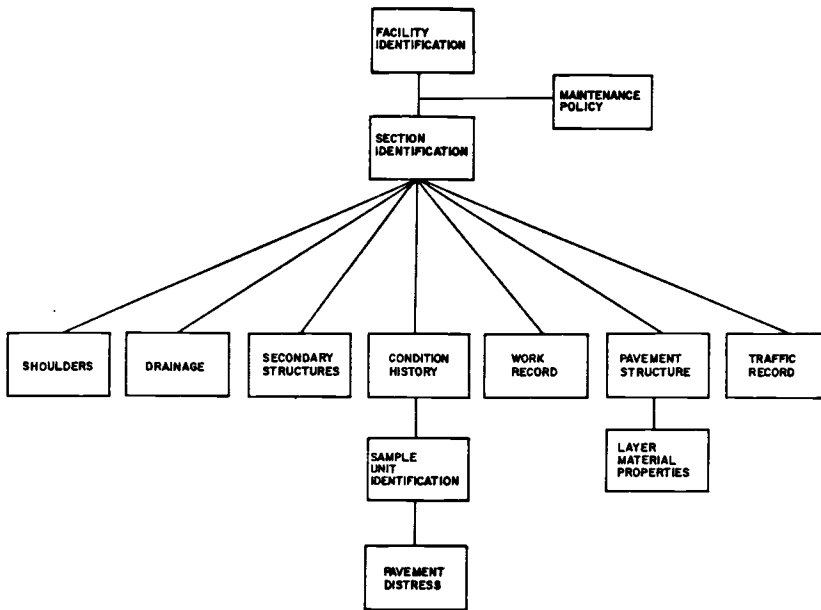 FACILITY
IDENTIFICATION
MAINTENANCE
POLICY
SECTION
IDENTIFICATION
SHOULDERS
DRAINAGE
SECONDARY
STRUCTURES
CONDITION
HISTORY
WORK
RECORD
PAVEMENT
STRUCTURE
TRAFFIC
RECORD
SAMPLE
UNIT
IDENTIFICATION
LAYER
MATERIAL
PROPERTIES
PAVEMENT
DISTRESS